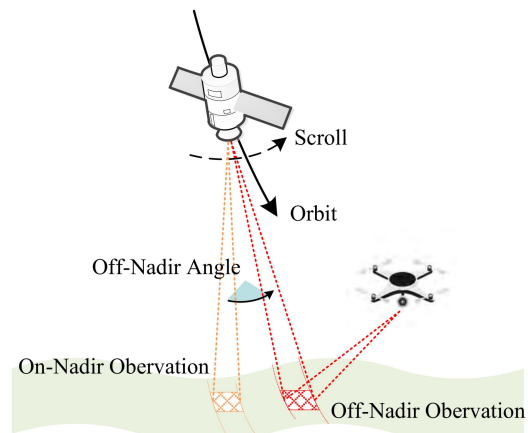 Scroll
Orbit
Off-Nadir Angle
On-Nadir Obervation
Off-Nadir Obervation